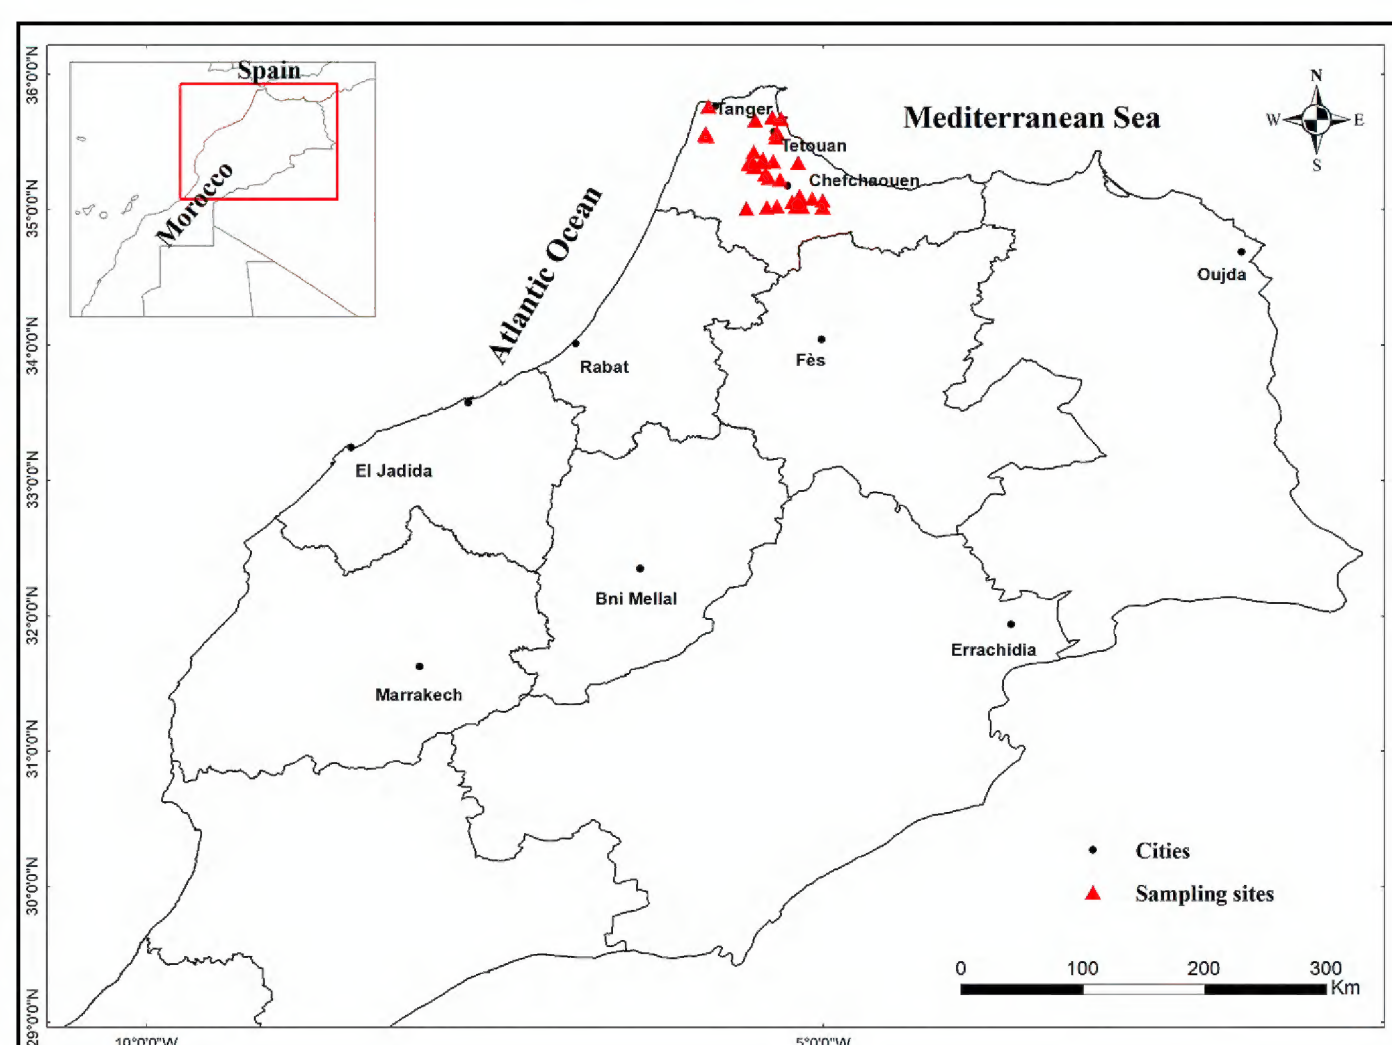 Spain
Morocco
Atlantic Ocean
Mediterranean Sea
N
W
E
S
Tanger
Tetouan
Chefchaouen
Oujda
Rabat
Fès
El Jadida
Bni Mellal
Errachidia
Marrakech
Cities
Sampling sites
0 100 200 300
Km
36°0'0"N
35°0'0"N
34°0'0"N
33°0'0"N
32°0'0"N
31°0'0"N
30°0'0"N
29°0'0"N
10°0'0"W
5°0'0"W